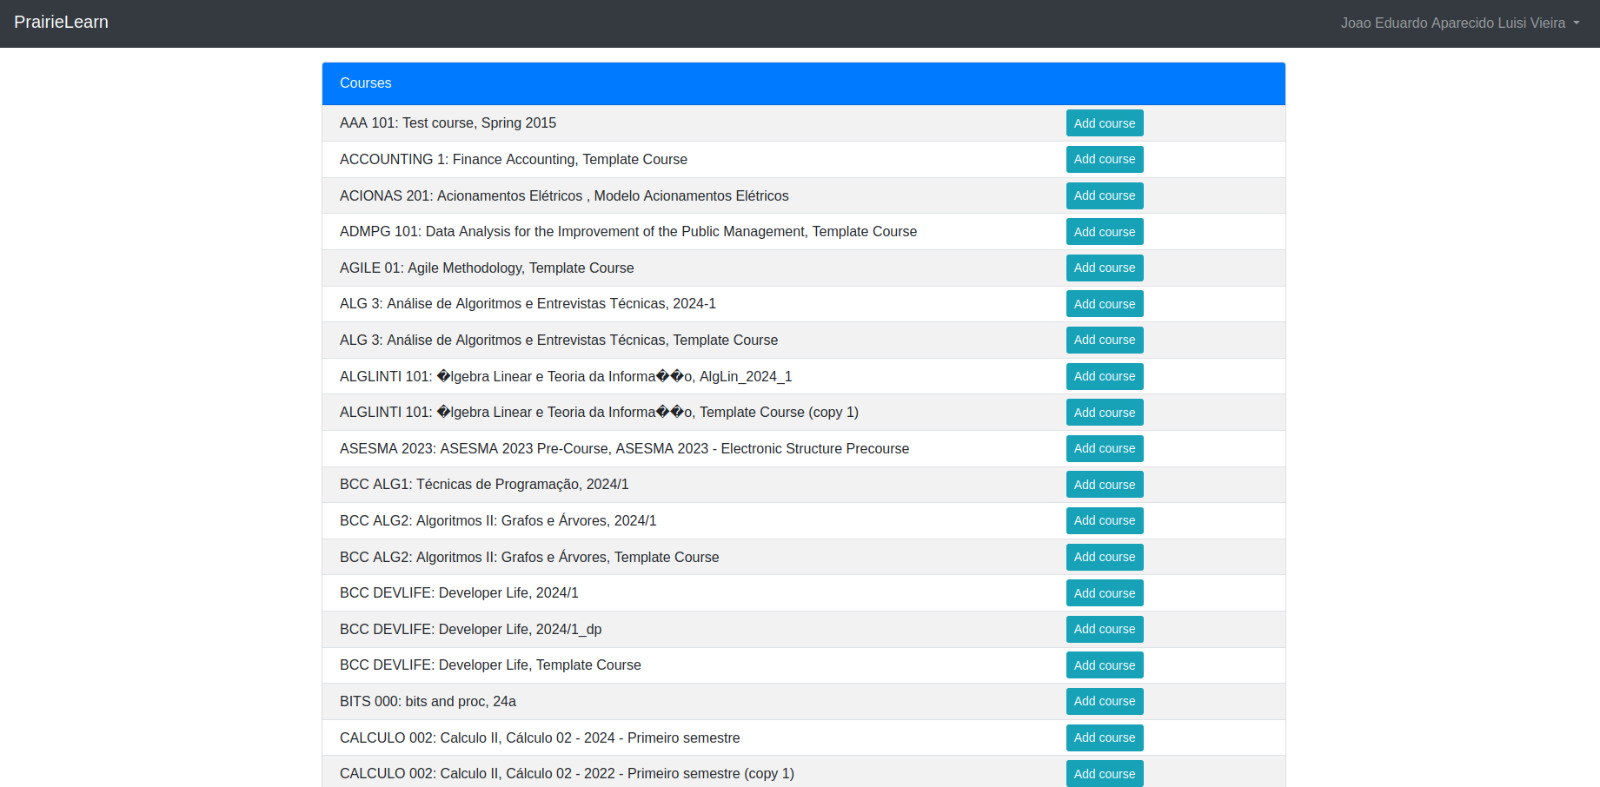 PrairieLearn
Joao Eduardo Aparecido Luisi Vieira
Courses
AAA 101: Test course, Spring 2015 Add course
ACCOUNTING 1: Finance Accounting, Template Course Add course
ACIONAS 201: Acionamentos Elétricos , Modelo Acionamentos Elétricos Add course
ADMPG 101: Data Analysis for the Improvement of the Public Management, Template Course Add course
AGILE 01: Agile Methodology, Template Course Add course
ALG 3: Análise de Algoritmos e Entrevistas Técnicas, 2024-1 Add course
ALG 3: Análise de Algoritmos e Entrevistas Técnicas, Template Course Add course
ALGLINTI 101: �lgebra Linear e Teoria da Informa��o, AlgLin_2024_1 Add course
ALGLINTI 101: �lgebra Linear e Teoria da Informa��o, Template Course (copy 1) Add course
ASESMA 2023: ASESMA 2023 Pre-Course, ASESMA 2023 - Electronic Structure Precourse Add course
BCC ALG1: Técnicas de Programação, 2024/1 Add course
BCC ALG2: Algoritmos II: Grafos e Árvores, 2024/1 Add course
BCC ALG2: Algoritmos II: Grafos e Árvores, Template Course Add course
BCC DEVLIFE: Developer Life, 2024/1 Add course
BCC DEVLIFE: Developer Life, 2024/1_dp Add course
BCC DEVLIFE: Developer Life, Template Course Add course
BITS 000: bits and proc, 24a Add course
CALCULO 002: Calculo II, Cálculo 02 - 2024 - Primeiro semestre Add course
CALCULO 002: Calculo II, Cálculo 02 - 2022 - Primeiro semestre (copy 1) Add course